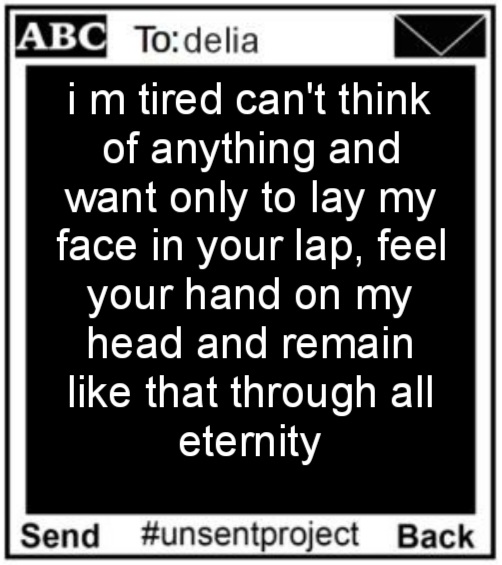 ABC To: delia
i m tired can't think
of anything and
want only to lay my
face in your lap, feel
your hand on my
head and remain
like that through all
eternity
Send #unsentproject Back